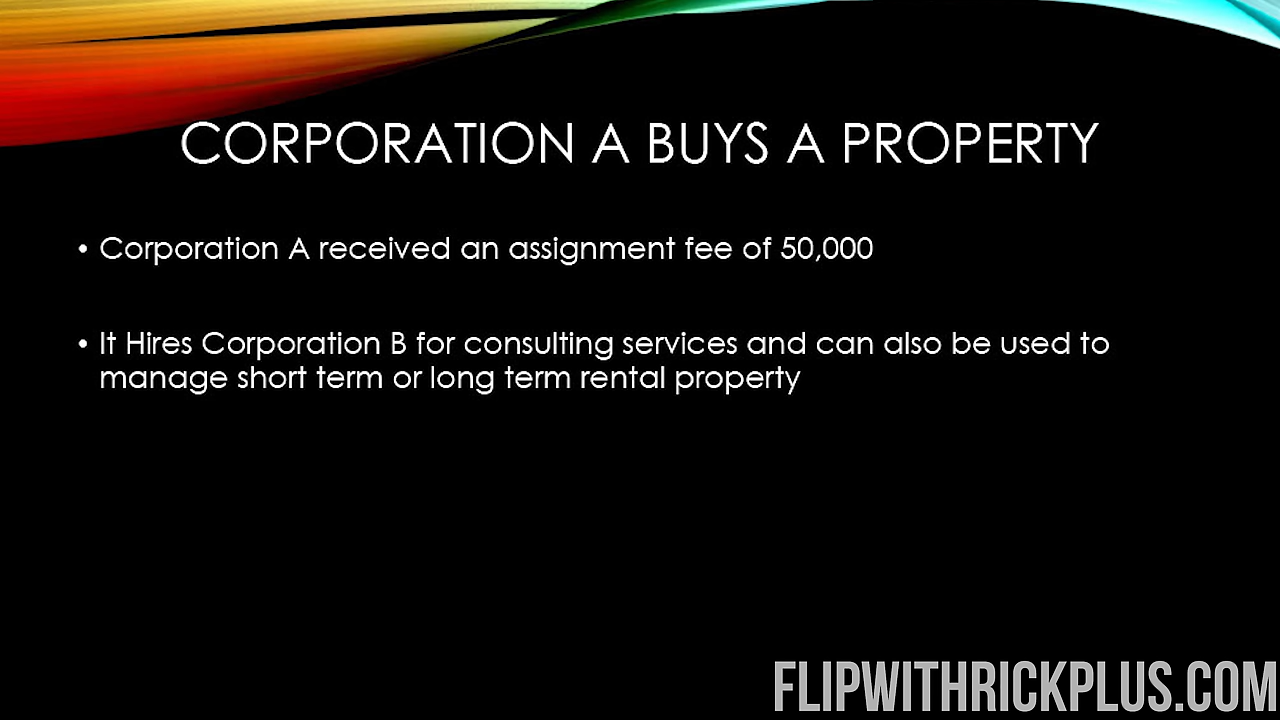 CORPORATION A BUYS A PROPERTY
• Corporation A received an assignment fee of 50,000
• It Hires Corporation B for consulting services and can also be used to
manage short term or long term rental property
FLIPWITHRICKPLUS.COM